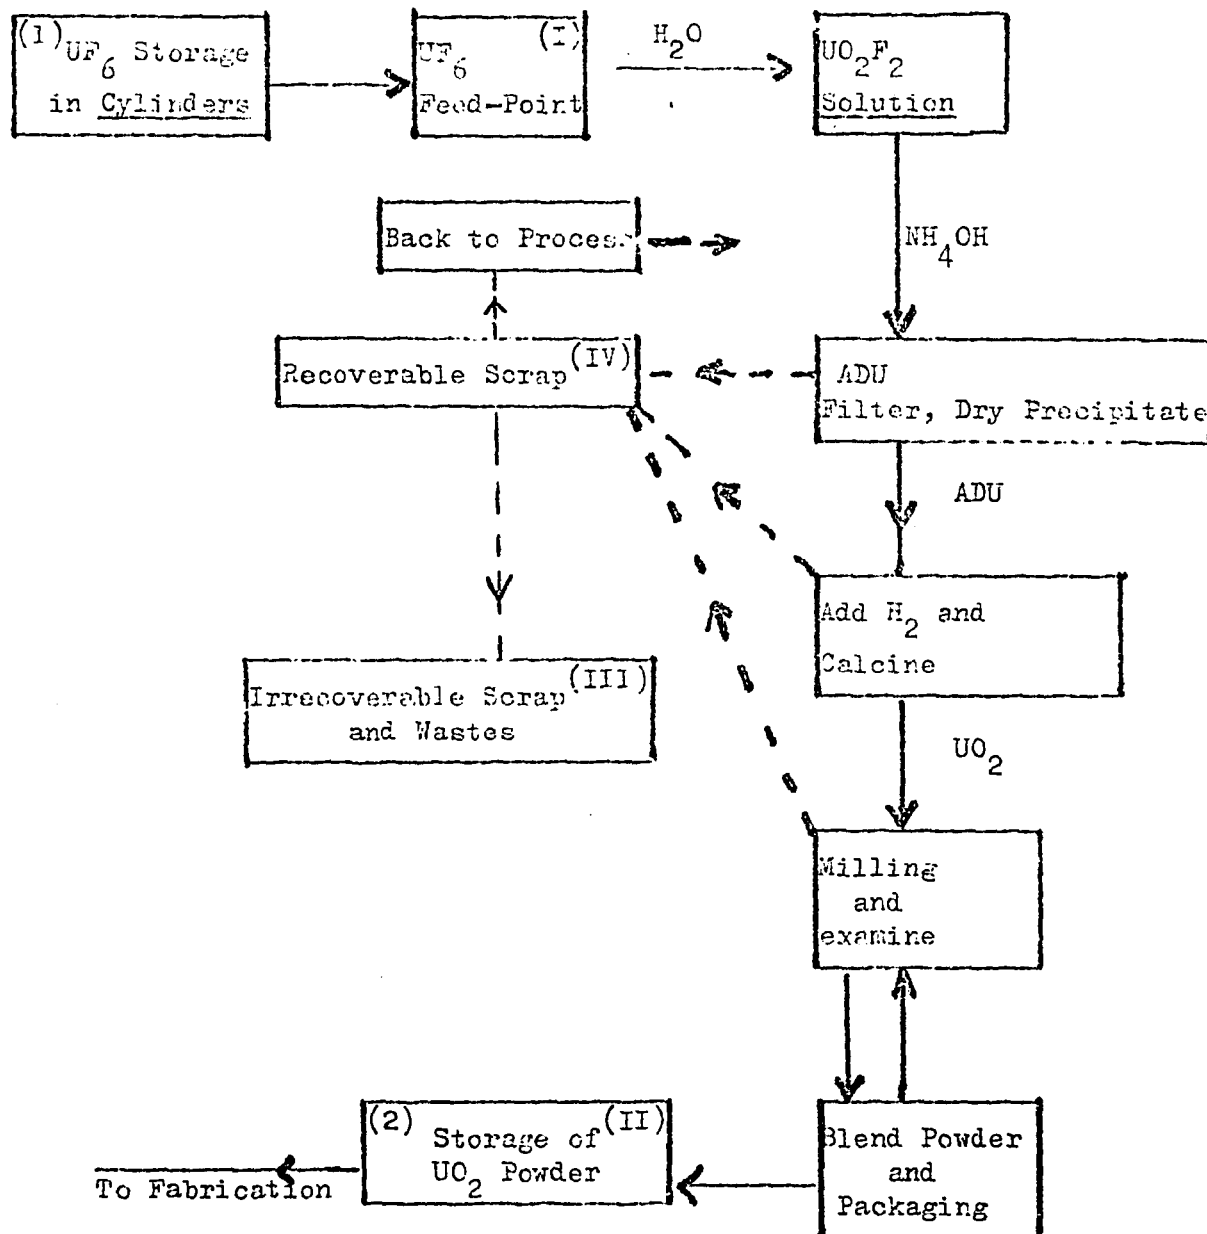 (1) UF6 Storage
in Cylinders
(I)
UF6
Feed-Point
H2O
UO2F2
Solution
NH4OH
Back to Process
Recoverable Scrap (IV)
ADU
Filter, Dry Precipitate
ADU
Add H2 and
Calcine
Irrecoverable Scrap (III)
and Wastes
UO2
Milling
and
examine
(2) Storage of (II)
UO2 Powder
To Fabrication
Blend Powder
and
Packaging